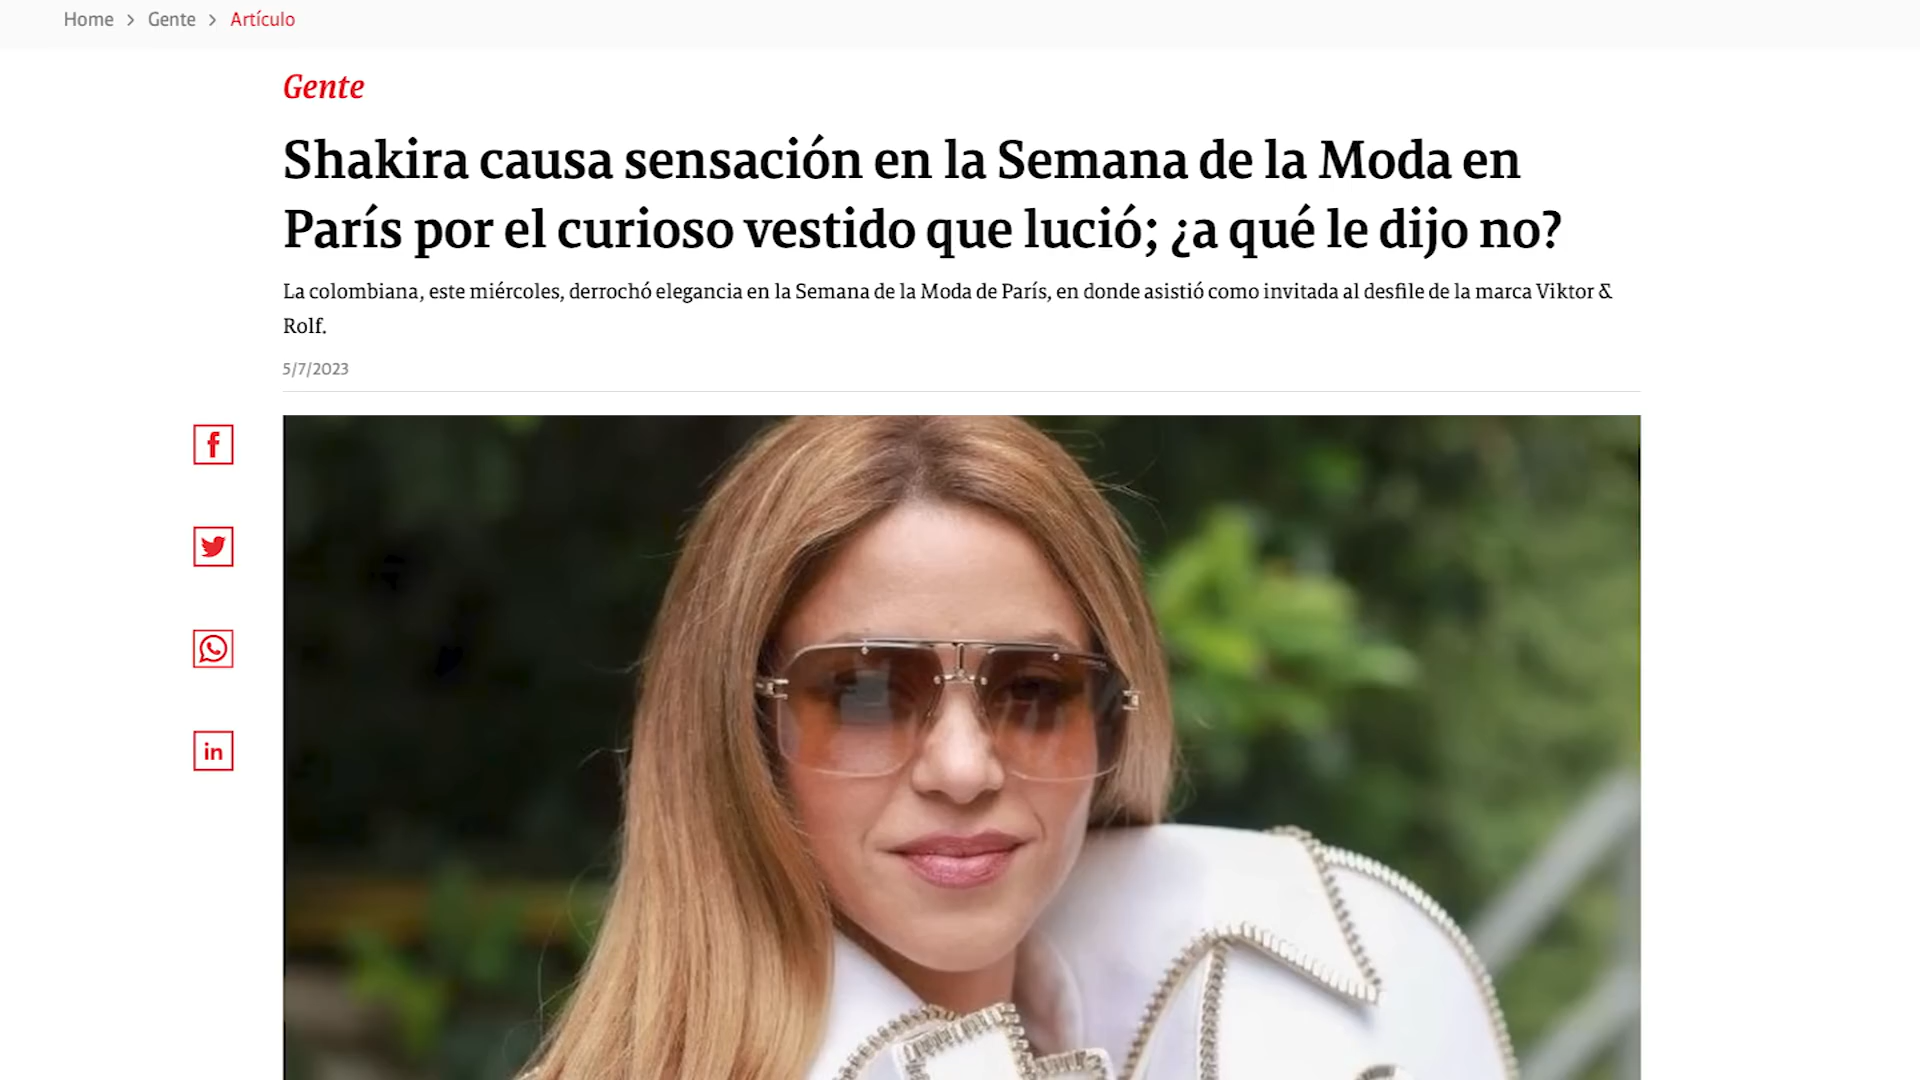 Home > Gente > Artículo
Gente
Shakira causa sensación en la Semana de la Moda en
París por el curioso vestido que lució; ¿a qué le dijo no?
La colombiana, este miércoles, derrochó elegancia en la Semana de la Moda de París, en donde asistió como invitada al desfile de la marca Viktor &
Rolf.
5/7/2023
f
in